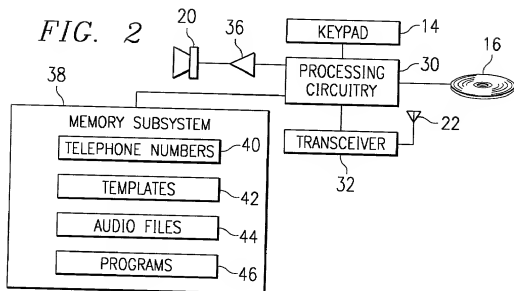 FIG. 2
20
36
KEYPAD
14
16
PROCESSING
CIRCUITRY
30
38
22
MEMORY SUBSYSTEM
TRANSCEIVER
32
TELEPHONE NUMBERS
40
TEMPLATES
42
AUDIO FILES
44
PROGRAMS
46